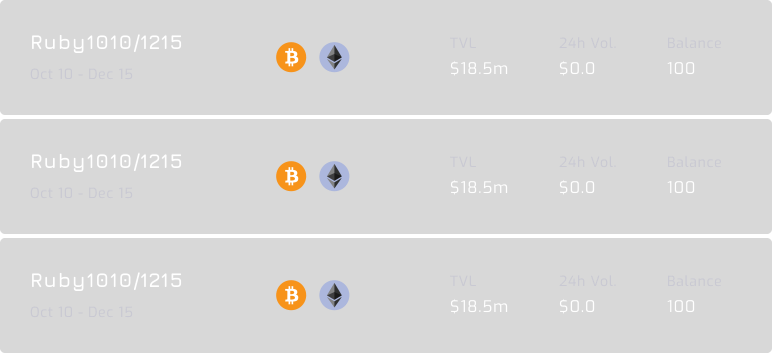 Ruby1010/1215
Oct 10 - Dec 15
TVL
$18.5m
24h Vol.
$0.0
Balance
100
Ruby1010/1215
Oct 10 - Dec 15
TVL
$18.5m
24h Vol.
$0.0
Balance
100
Ruby1010/1215
Oct 10 - Dec 15
TVL
$18.5m
24h Vol.
$0.0
Balance
100